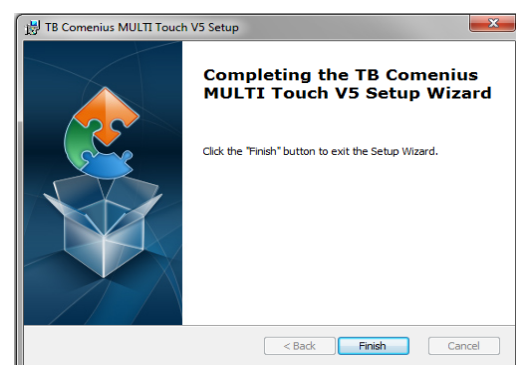 TB Comenius MULTI Touch V5 Setup
Completing the TB Comenius
MULTI Touch V5 Setup Wizard
Click the "Finish" button to exit the Setup Wizard.
< Back Finish Cancel